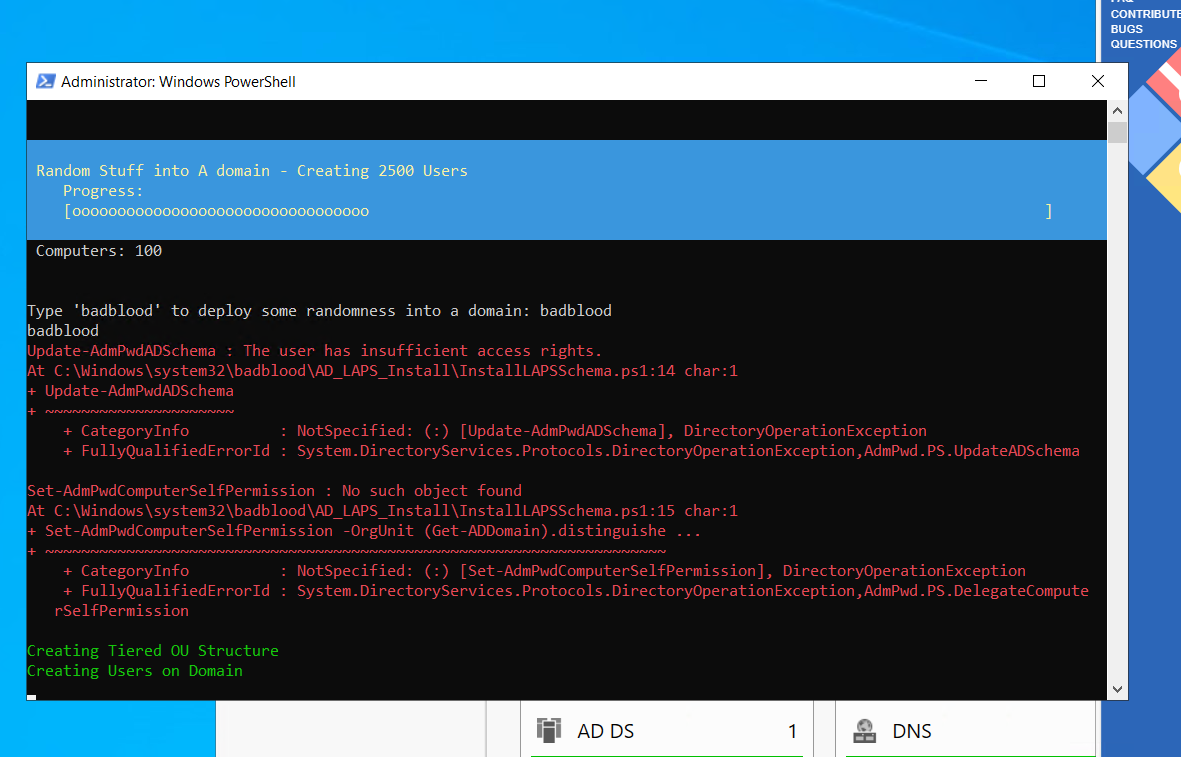 FAQ
CONTRIBUTE
BUGS
QUESTIONS
Administrator: Windows PowerShell
Random Stuff into A domain - Creating 2500 Users
Progress:
[ooooooooooooooooooooooooooooooooo ]
Computers: 100
Type 'badblood' to deploy some randomness into a domain: badblood
badblood
Update-AdmPwdADSchema : The user has insufficient access rights.
At C:\Windows\system32\badblood\AD_LAPS_Install\InstallLAPSSchema.ps1:14 char:1
+ Update-AdmPwdADSchema
+ ~~~~~~~~~~~~~~~~~~~~~
+ CategoryInfo : NotSpecified: (:) [Update-AdmPwdADSchema], DirectoryOperationException
+ FullyQualifiedErrorId : System.DirectoryServices.Protocols.DirectoryOperationException,AdmPwd.PS.UpdateADSchema
Set-AdmPwdComputerSelfPermission : No such object found
At C:\Windows\system32\badblood\AD_LAPS_Install\InstallLAPSSchema.ps1:15 char:1
+ Set-AdmPwdComputerSelfPermission -OrgUnit (Get-ADDomain).distinguishe ...
+ ~~~~~~~~~~~~~~~~~~~~~~~~~~~~~~~~~~~~~~~~~~~~~~~~~~~~~~~~~~~~~~~~~~~~~
+ CategoryInfo : NotSpecified: (:) [Set-AdmPwdComputerSelfPermission], DirectoryOperationException
+ FullyQualifiedErrorId : System.DirectoryServices.Protocols.DirectoryOperationException,AdmPwd.PS.DelegateCompute
rSelfPermission
Creating Tiered OU Structure
Creating Users on Domain
AD DS 1
DNS